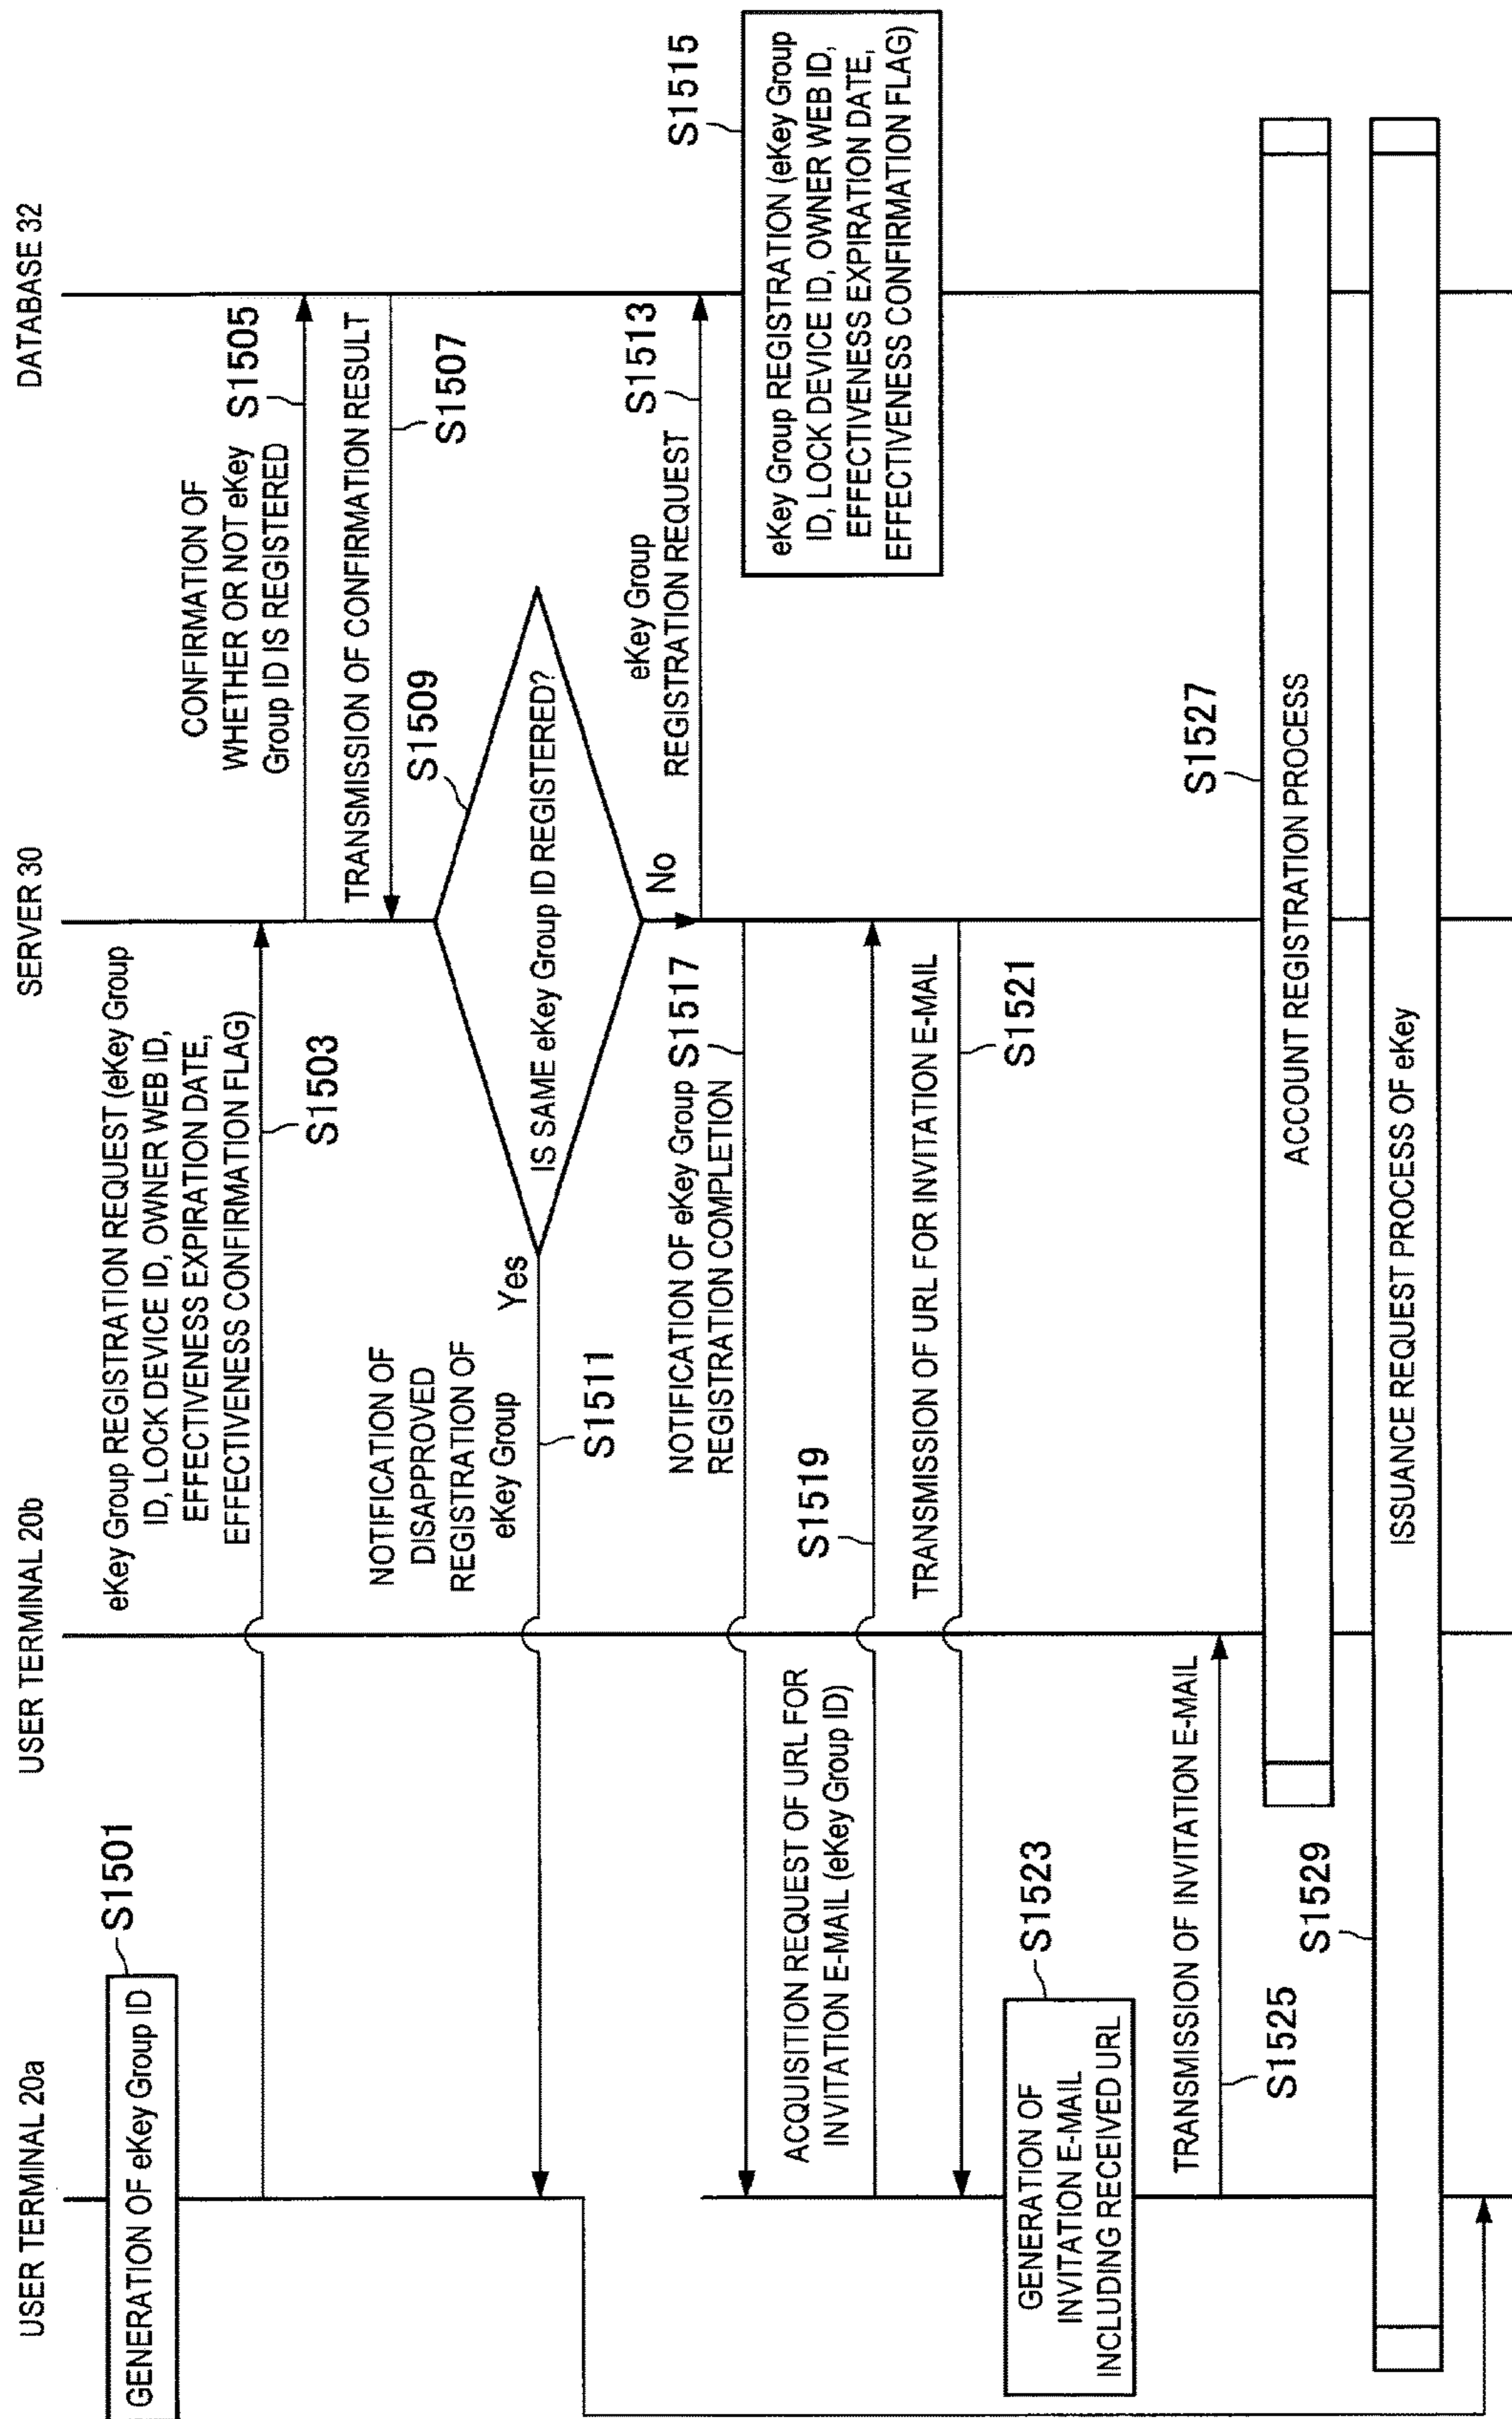 USER TERMINAL 20a
USER TERMINAL 20b
SERVER 30
DATABASE 32
GENERATION OF eKey Group ID
S1501
eKey Group REGISTRATION REQUEST (eKey Group
ID, LOCK DEVICE ID, OWNER WEB ID,
EFFECTIVENESS EXPIRATION DATE,
EFFECTIVENESS CONFIRMATION FLAG)
S1503
CONFIRMATION OF
WHETHER OR NOT eKey
Group ID IS REGISTERED
S1505
TRANSMISSION OF CONFIRMATION RESULT
S1507
S1509
IS SAME eKey Group ID REGISTERED?
Yes
No
NOTIFICATION OF
DISAPPROVED
REGISTRATION OF
eKey Group
S1511
eKey Group
REGISTRATION REQUEST
S1513
S1515
eKey Group REGISTRATION (eKey Group
ID, LOCK DEVICE ID, OWNER WEB ID,
EFFECTIVENESS EXPIRATION DATE,
EFFECTIVENESS CONFIRMATION FLAG)
NOTIFICATION OF eKey Group
REGISTRATION COMPLETION
S1517
ACQUISITION REQUEST OF URL FOR
INVITATION E-MAIL (eKey Group ID)
S1519
TRANSMISSION OF URL FOR INVITATION E-MAIL
S1521
GENERATION OF
INVITATION E-MAIL
INCLUDING RECEIVED URL
S1523
TRANSMISSION OF INVITATION E-MAIL
S1525
S1527
ACCOUNT REGISTRATION PROCESS
S1529
ISSUANCE REQUEST PROCESS OF eKey